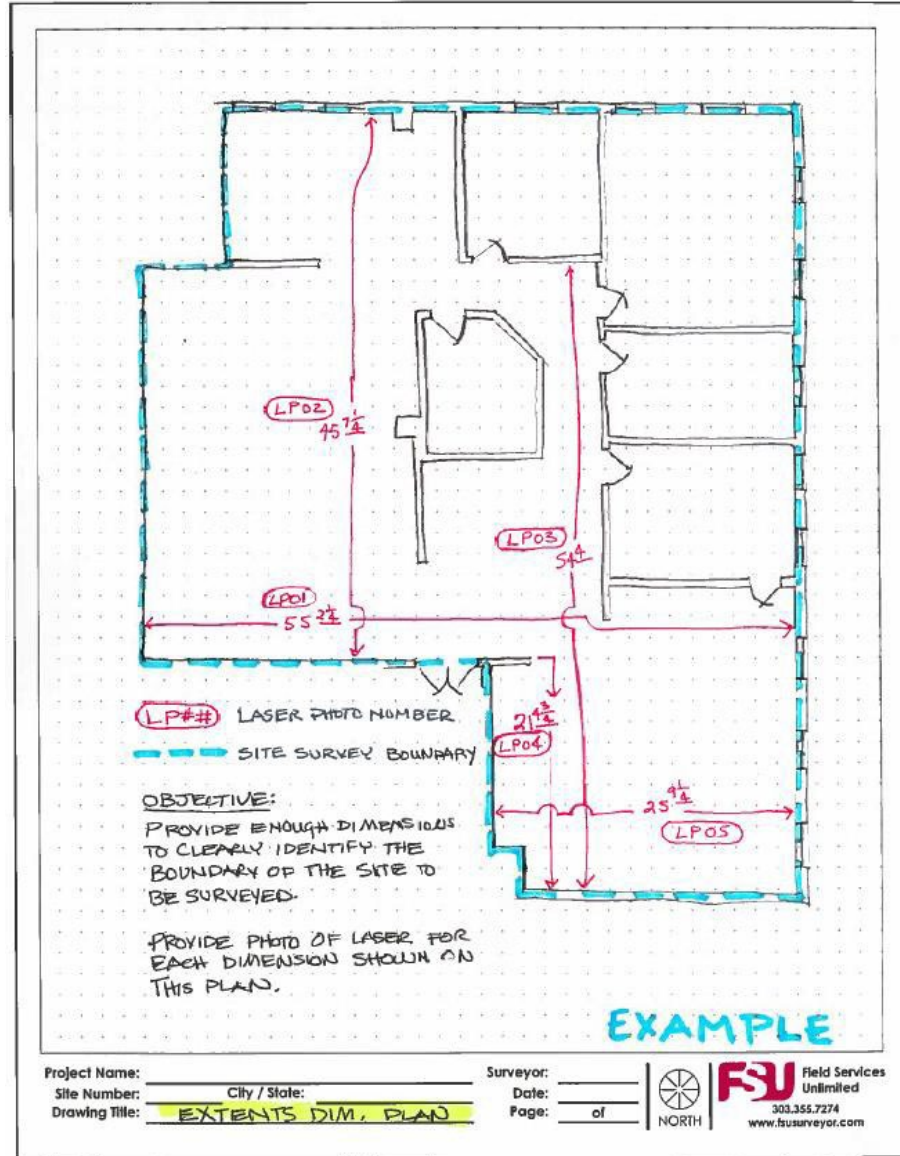 LP02
45 7 1/4
LP03
54 4
LP01
55 2 1/4
LP## LASER PHOTO NUMBER
SITE SURVEY BOUNDARY
21 4 3/4
LP04
25 9 1/4
LP05
OBJECTIVE:
PROVIDE ENOUGH DIMENSIONS
TO CLEARLY IDENTIFY THE
BOUNDARY OF THE SITE TO
BE SURVEYED.
PROVIDE PHOTO OF LASER FOR
EACH DIMENSION SHOWN ON
THIS PLAN.
EXAMPLE
Project Name:
Site Number: City / State:
Drawing Title: EXTENTS DIM. PLAN
Surveyor:
Date:
Page: of
NORTH
FSU Field Services
Unlimited
303.355.7274
www.fsusurveyor.com